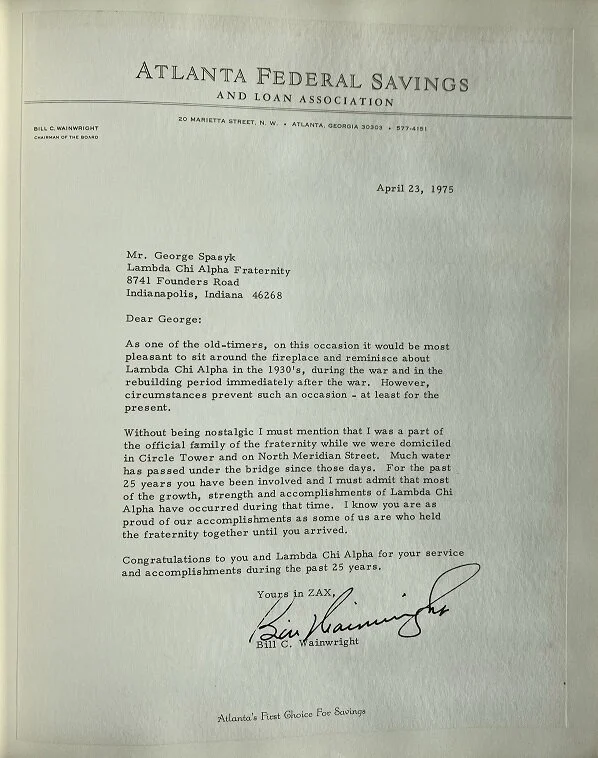 ATLANTA FEDERAL SAVINGS
AND LOAN ASSOCIATION
20 MARIETTA STREET, N. W. • ATLANTA, GEORGIA 30303 • 577-4151
BILL C. WAINWRIGHT
CHAIRMAN OF THE BOARD
April 23, 1975
Mr. George Spasyk
Lambda Chi Alpha Fraternity
8741 Founders Road
Indianapolis, Indiana 46268
Dear George:
As one of the old-timers, on this occasion it would be most
pleasant to sit around the fireplace and reminisce about
Lambda Chi Alpha in the 1930's, during the war and in the
rebuilding period immediately after the war. However,
circumstances prevent such an occasion - at least for the
present.
Without being nostalgic I must mention that I was a part of
the official family of the fraternity while we were domiciled
in Circle Tower and on North Meridian Street. Much water
has passed under the bridge since those days. For the past
25 years you have been involved and I must admit that most
of the growth, strength and accomplishments of Lambda Chi
Alpha have occurred during that time. I know you are as
proud of our accomplishments as some of us are who held
the fraternity together until you arrived.
Congratulations to you and Lambda Chi Alpha for your service
and accomplishments during the past 25 years.
Yours in ZAX,
Bill Wainwright
Bill C. Wainwright
Atlanta's First Choice For Savings